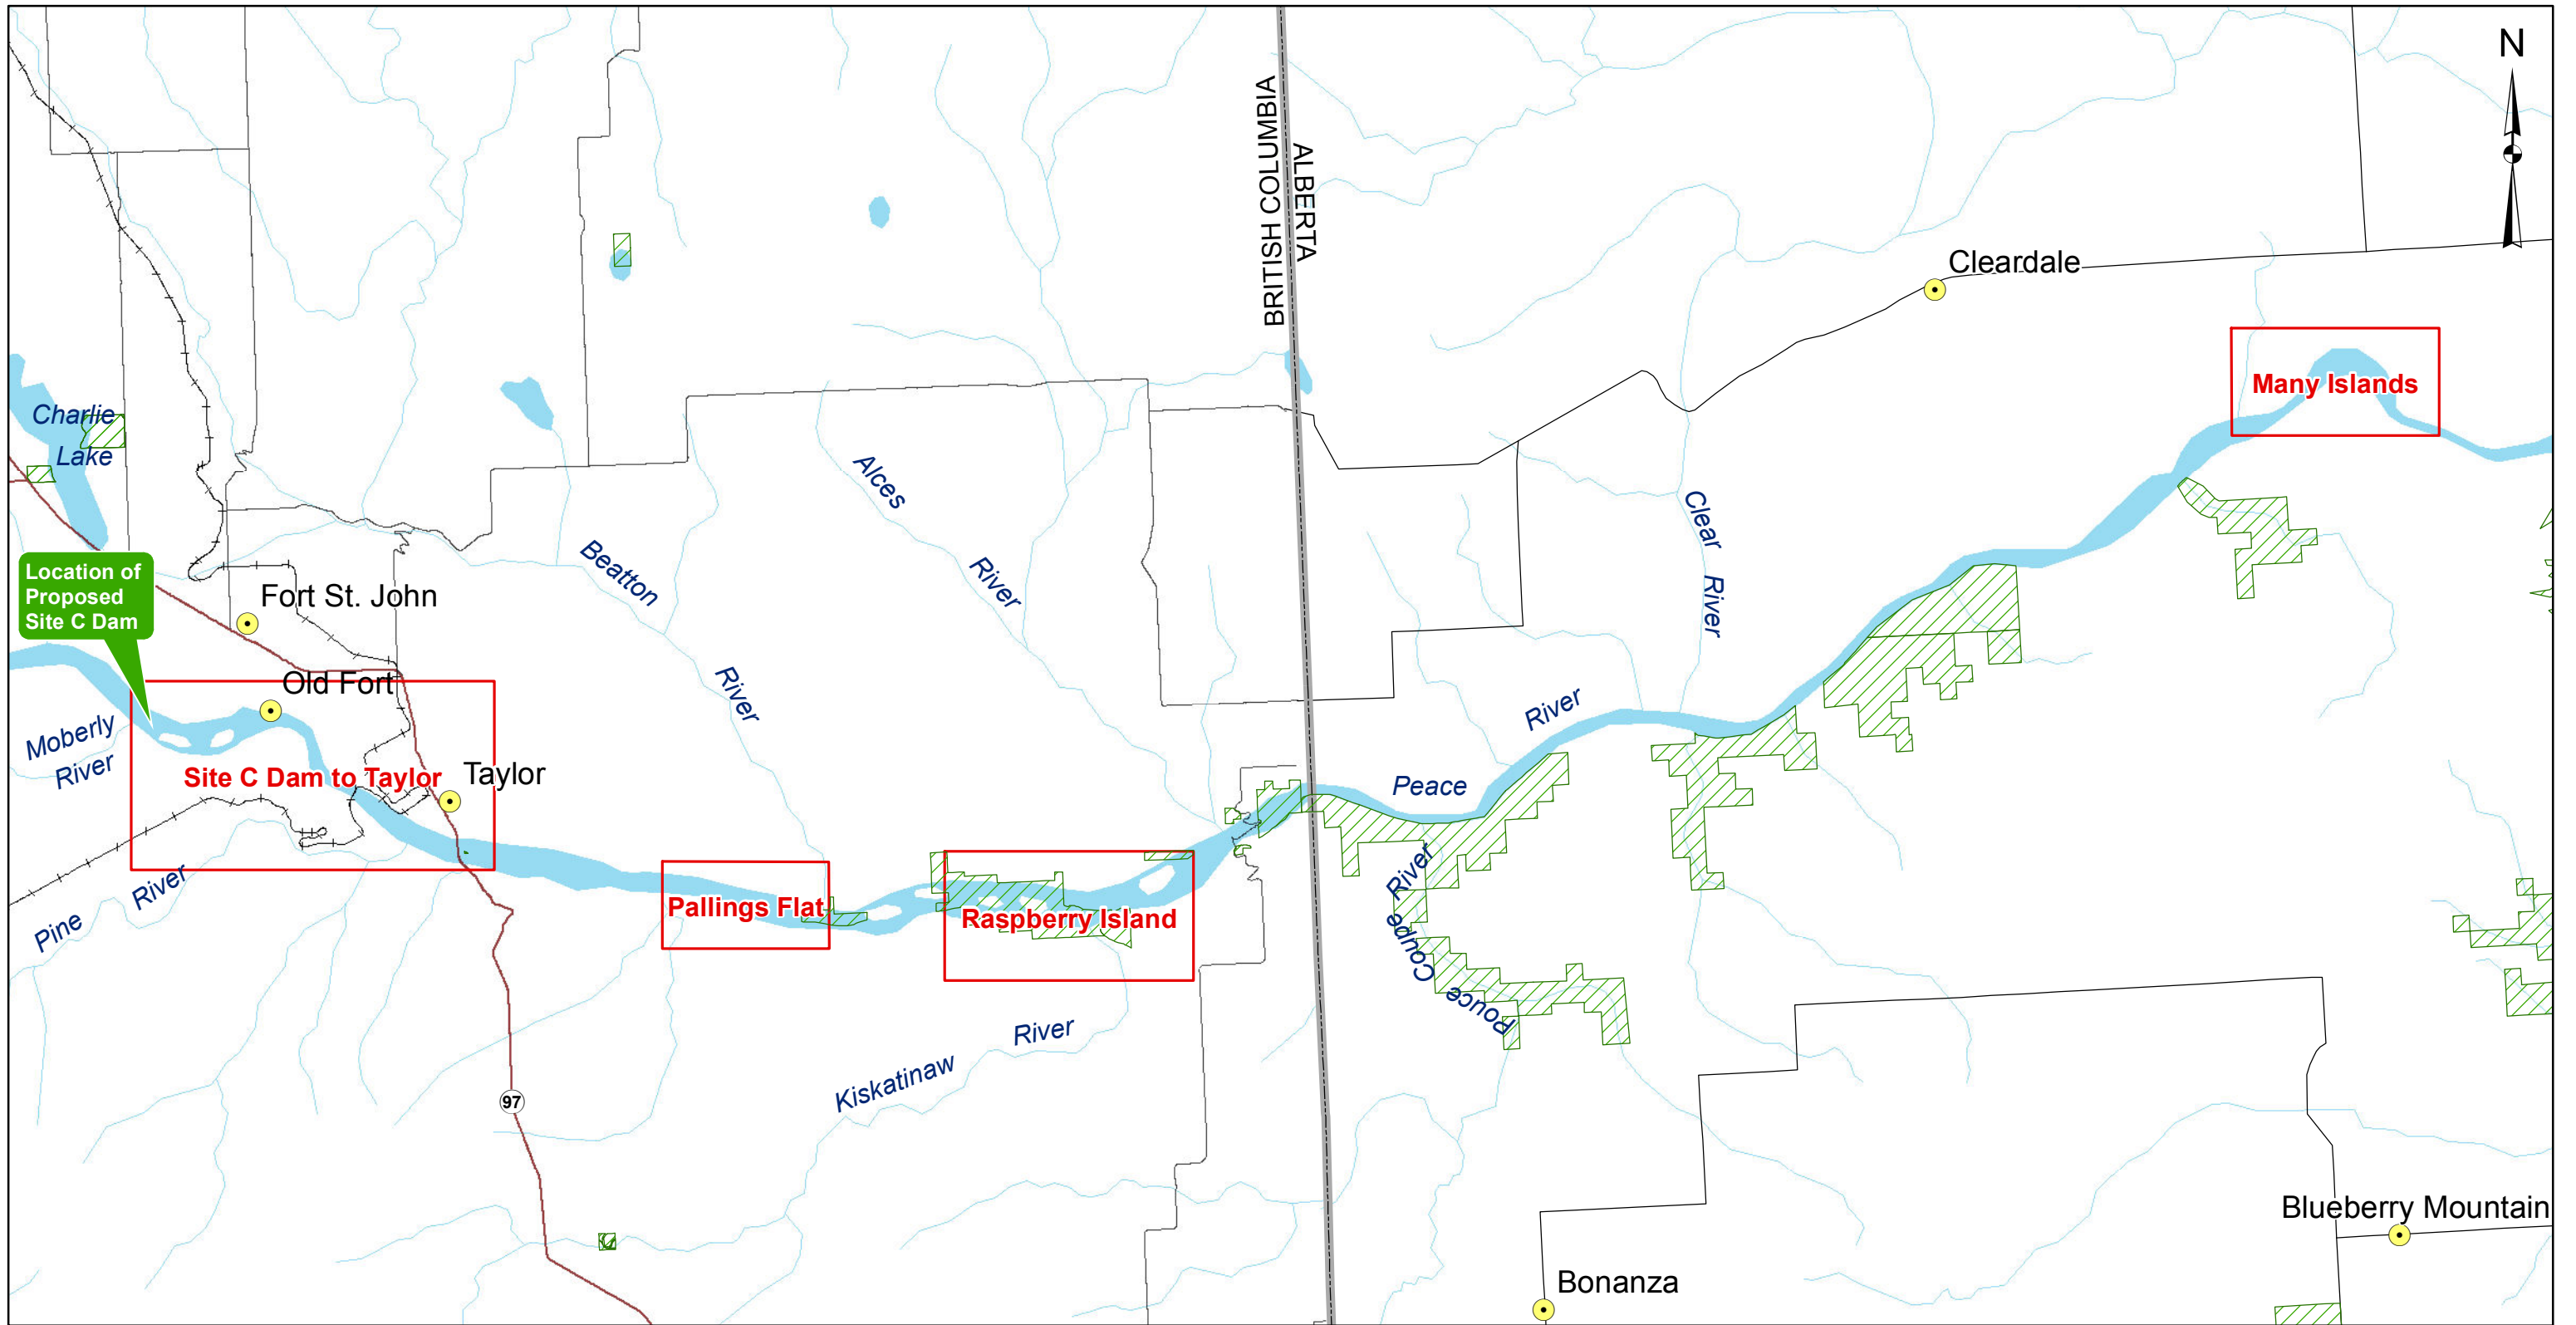 N
BRITISH COLUMBIA
ALBERTA
Cleardale
Many Islands
Charlie
Lake
Alces
River
Clear
River
Beatton
River
Location of
Proposed
Site C Dam
Fort St. John
Old Fort
Moberly
River
Site C Dam to Taylor
Taylor
Peace
River
Pine
River
Pallings Flat
Raspberry Island
Pouce
Coupe
River
Kiskatinaw
River
97
Blueberry Mountain
Bonanza